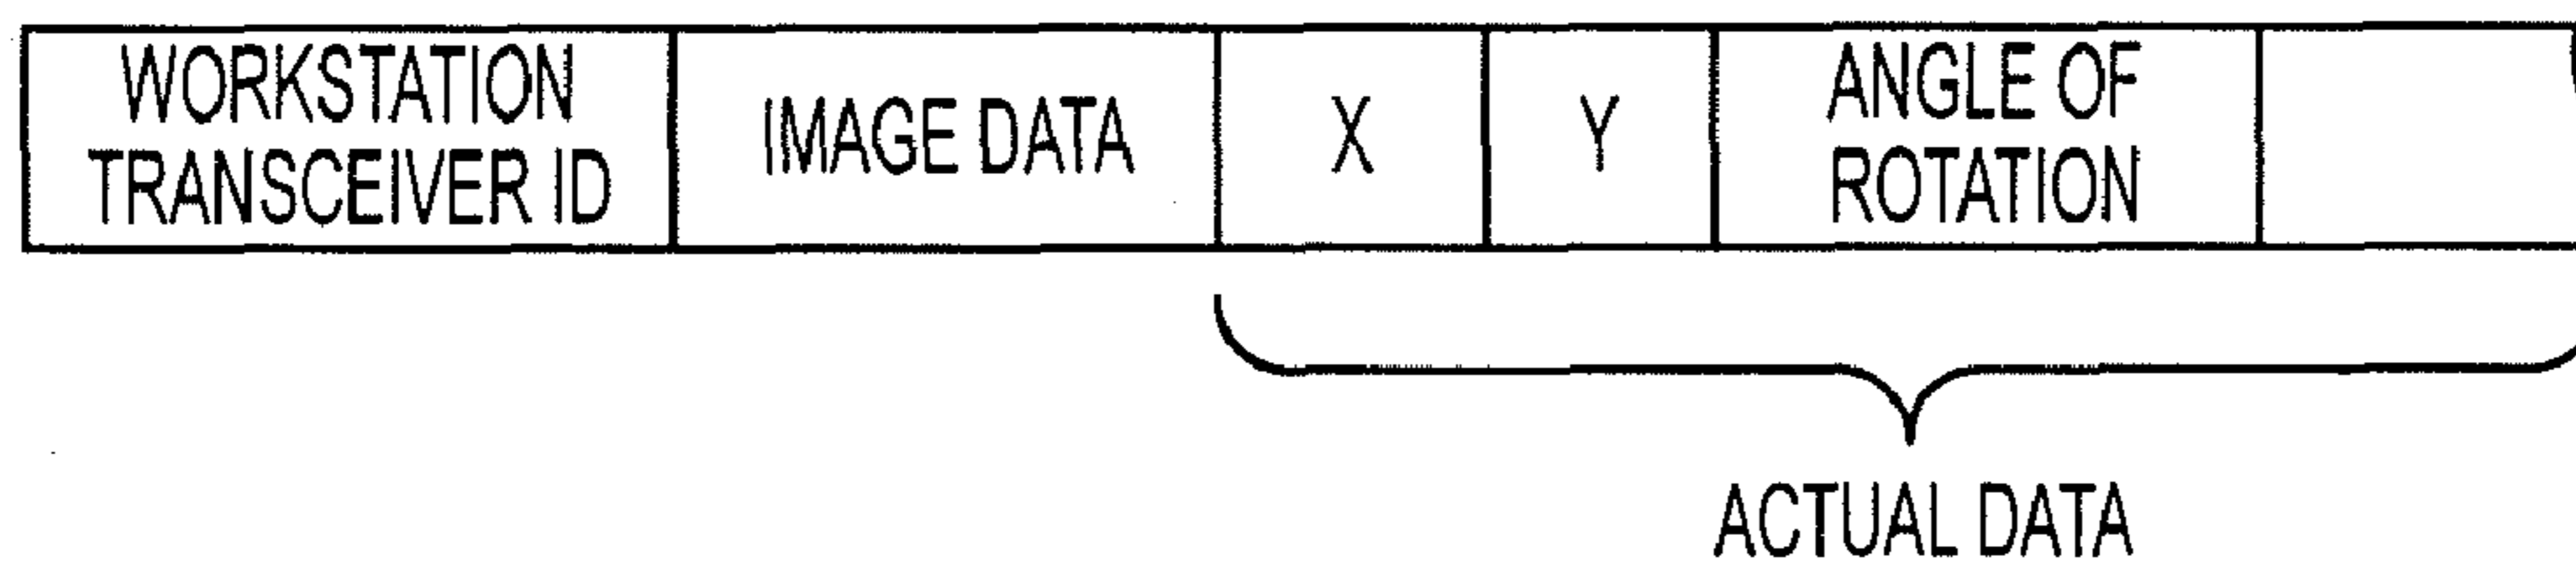 WORKSTATION
TRANSCEIVER ID
IMAGE DATA
X
Y
ANGLE OF
ROTATION
ACTUAL DATA